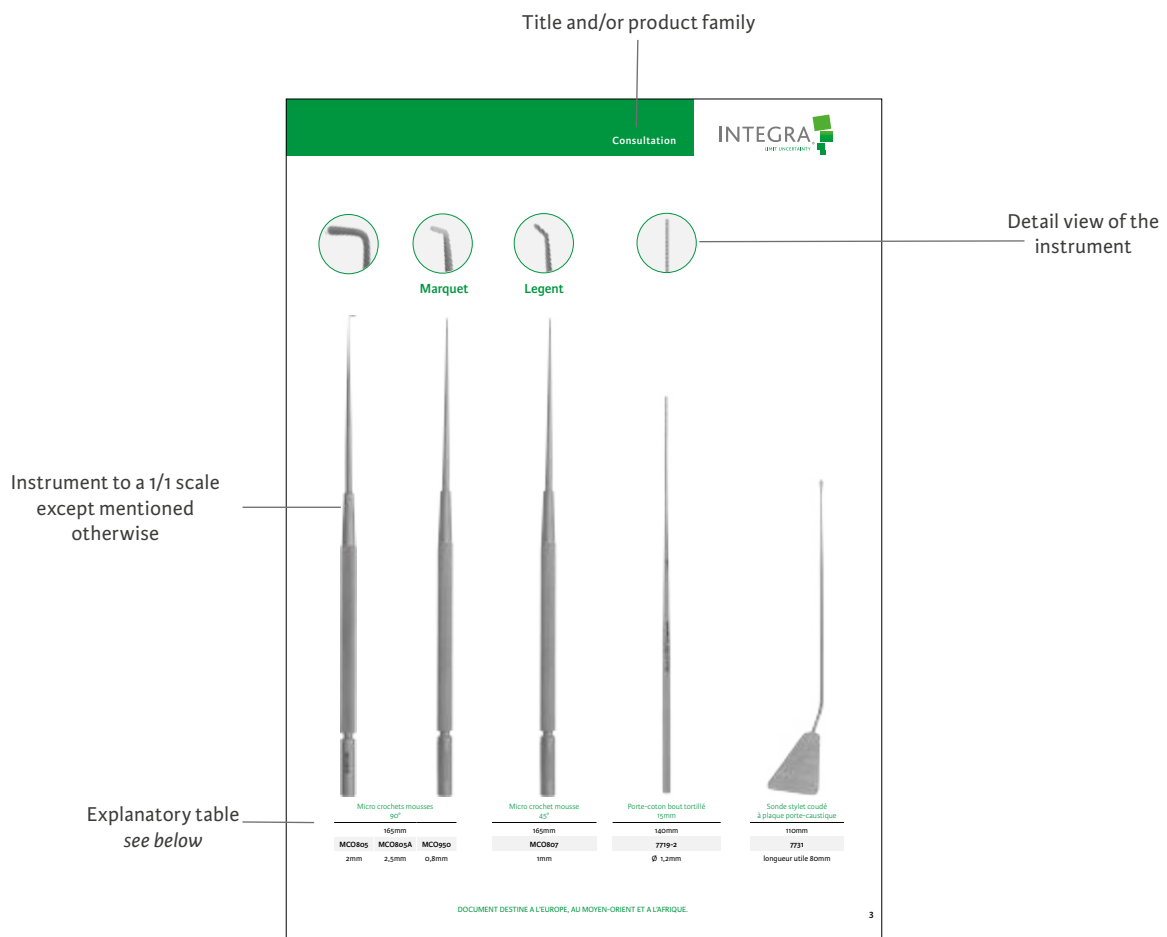 Title and/or product family
Consultation
INTEGRA
LIMIT UNCERTAINTY
Detail view of the
instrument
Marquet
Legent
Instrument to a 1/1 scale
except mentioned
otherwise
Explanatory table
see below
Micro crochets mousses
90°
165mm
MCO805 MCO805A MCO950
2mm 2,5mm 0,8mm
Micro crochet mousse
45°
165mm
MCO807
1mm
Porte-coton bout tortillé
15mm
140mm
7719-2
Ø 1,2mm
Sonde stylet coudé
à plaque porte-caustique
110mm
7731
longueur utile 80mm
DOCUMENT DESTINE A L'EUROPE, AU MOYEN-ORIENT ET A L'AFRIQUE.
3